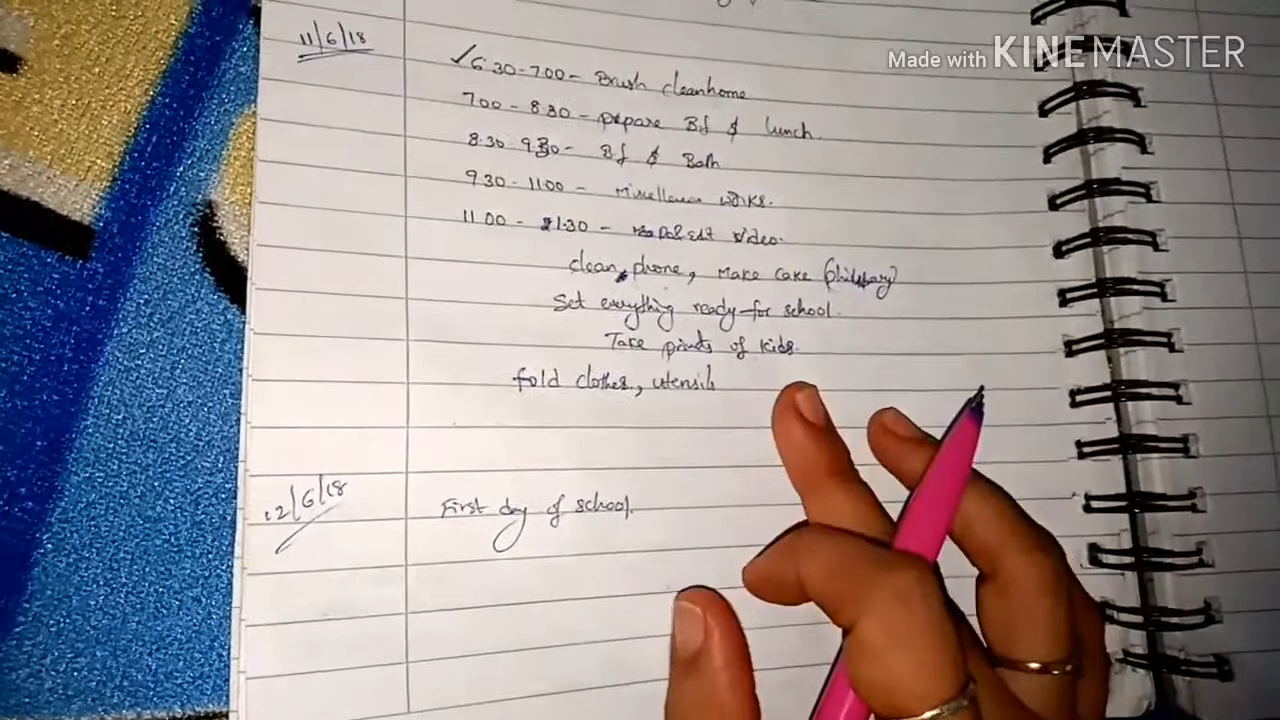 Made with KINEMASTER
11/6/18
✓6.30-7.00 - Brush cleanhome
7.00 - 8.30 - prepare Bf & lunch
8.30-9.30- Bf & Bath
9.30-11.00 - Miscellaneous works.
11.00 - 1.30 - Edit video.
clean phone, Make cake
Set everything ready for school.
Take prints of kids.
fold clothes, utensils
12/6/18
First day of school.